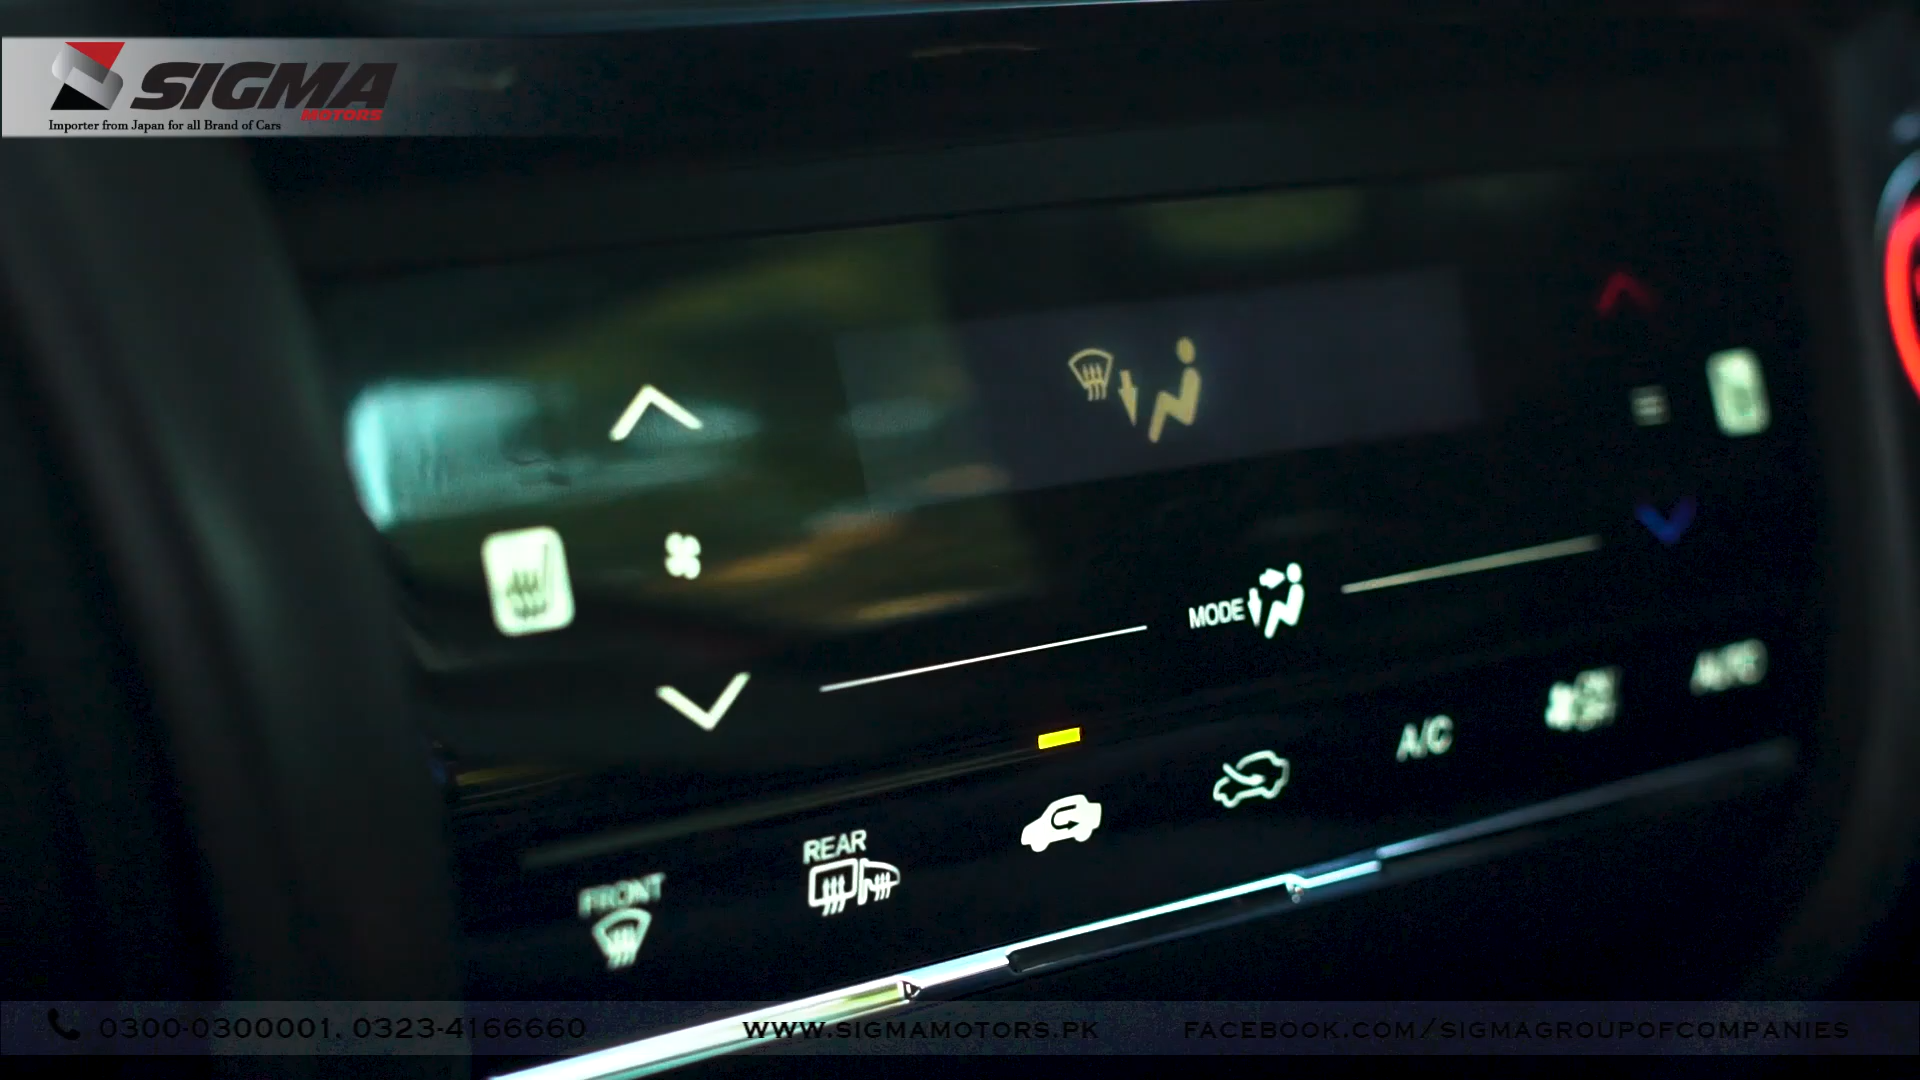 SIGMA
MOTORS
Importer from Japan for all Brand of Cars
MODE
AUTO
A/C
REAR
FRONT
0300-0300001, 0323-4166660
WWW.SIGMAMOTORS.PK
FACEBOOK.COM/SIGMAGROUPOFCOMPANIES